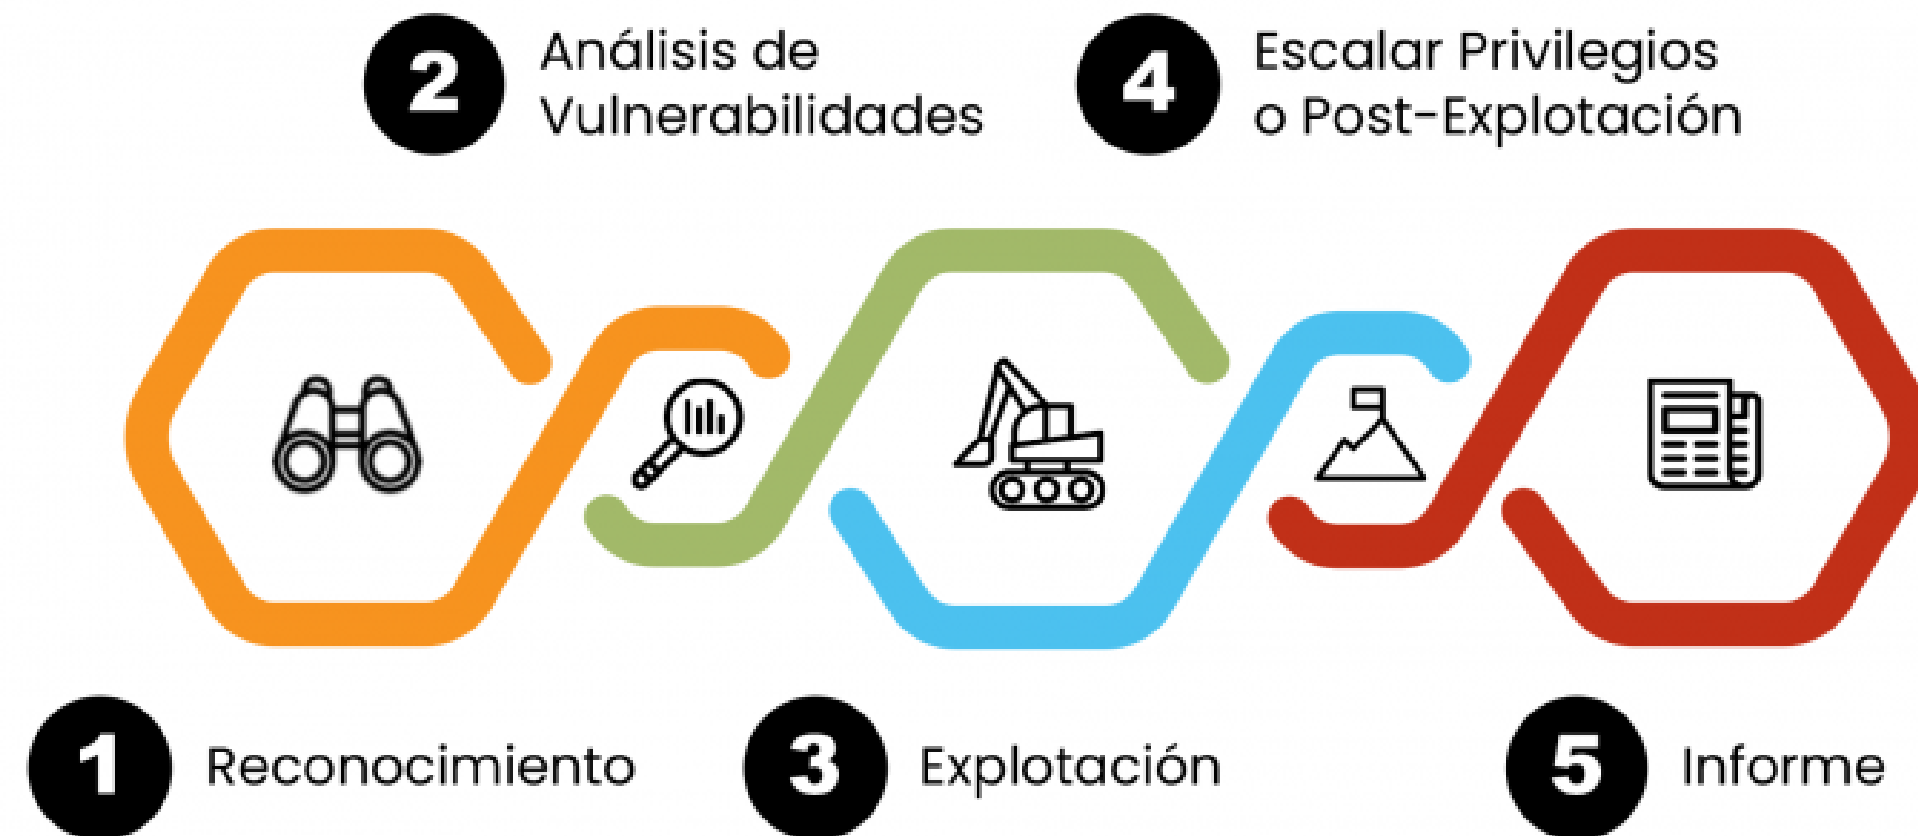 2
Análisis de
Vulnerabilidades
4
Escalar Privilegios
o Post-Explotación
1
Reconocimiento
3
Explotación
5
Informe